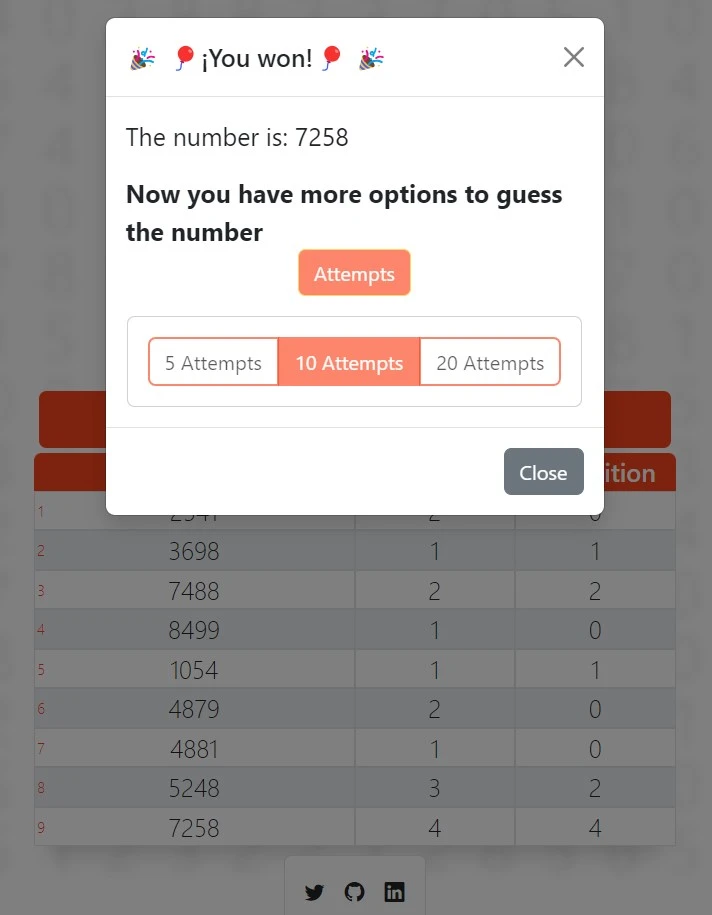 ¡You won!
The number is: 7258
Now you have more options to guess
the number
Attempts
5 Attempts 10 Attempts 20 Attempts
Close
ition
1
2 3698 1 1
3 7488 2 2
4 8499 1 0
5 1054 1 1
6 4879 2 0
7 4881 1 0
8 5248 3 2
9 7258 4 4